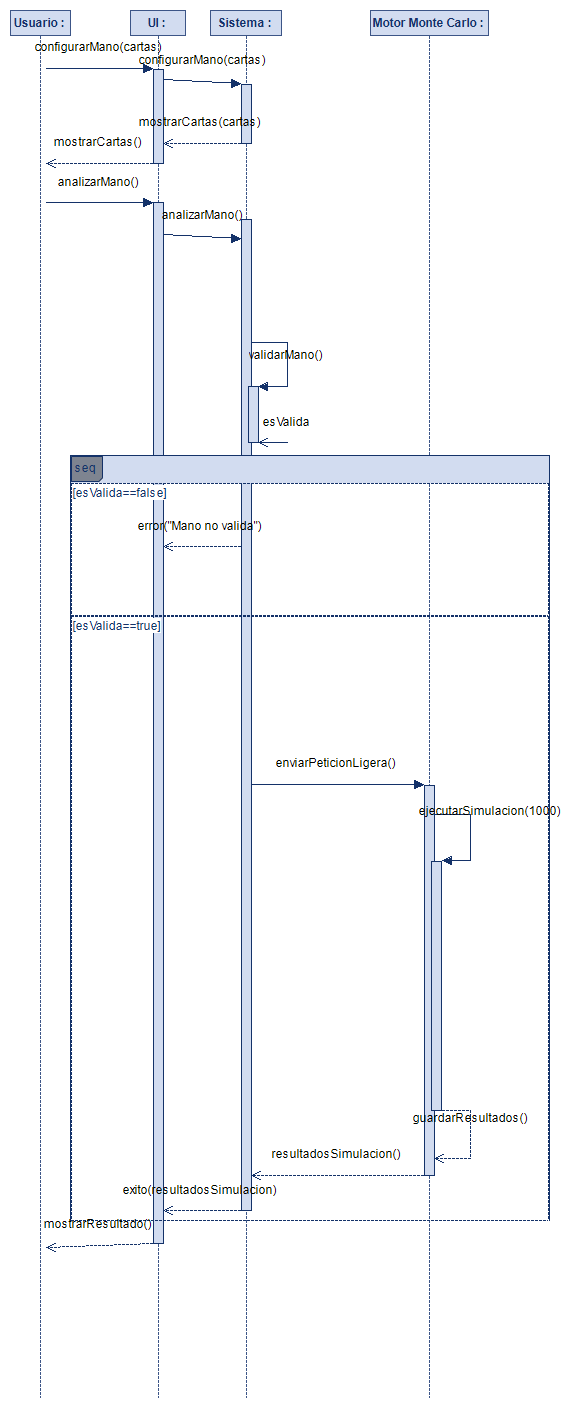 Usuario :
UI :
Sistema :
Motor Monte Carlo :
configurarMano(cartas)
configurarMano(cartas)
mostrarCartas(cartas)
mostrarCartas()
analizarMano()
analizarMano()
validarMano()
esValida
seq
[esValida==false]
error("Mano no valida")
[esValida==true]
enviarPeticionLigera()
ejecutarSimulacion(1000)
guardarResultados()
resultadosSimulacion()
exito(resultadosSimulacion)
mostrarResultado()